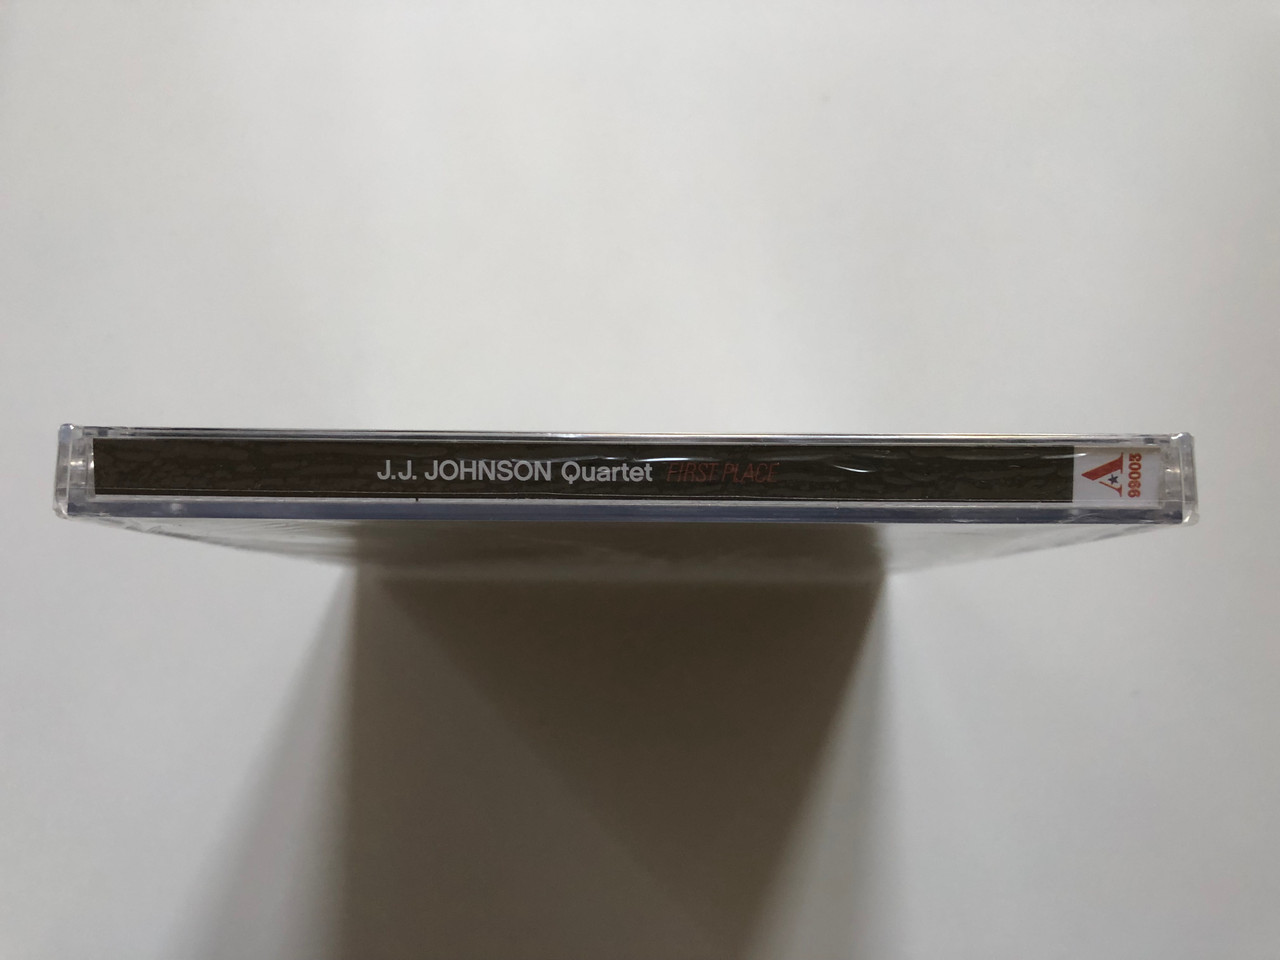 J.J. JOHNSON Quartet FIRST PLACE
99003